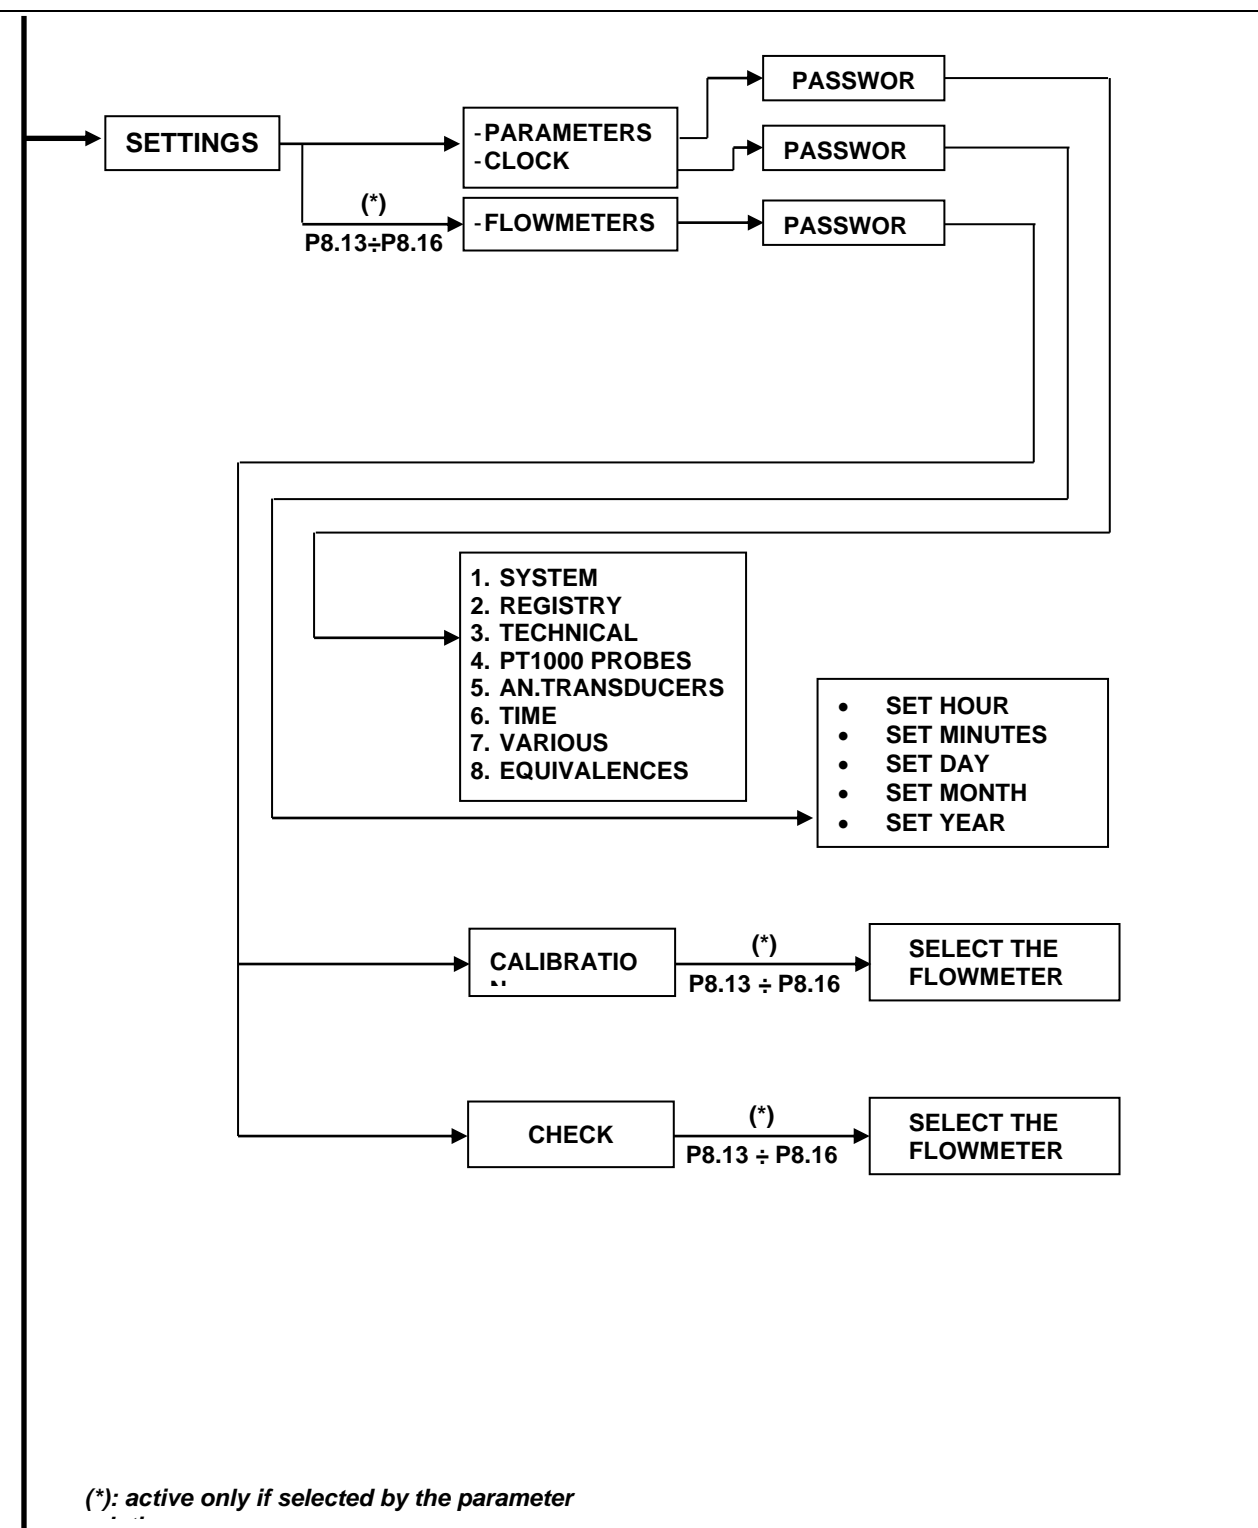 PASSWOR
SETTINGS
-PARAMETERS
-CLOCK
PASSWOR
(*)
P8.13÷P8.16
-FLOWMETERS
PASSWOR
1. SYSTEM
2. REGISTRY
3. TECHNICAL
4. PT1000 PROBES
5. AN.TRANSDUCERS
6. TIME
7. VARIOUS
8. EQUIVALENCES
• SET HOUR
• SET MINUTES
• SET DAY
• SET MONTH
• SET YEAR
CALIBRATIO
N
(*)
P8.13 ÷ P8.16
SELECT THE
FLOWMETER
CHECK
(*)
P8.13 ÷ P8.16
SELECT THE
FLOWMETER
(*): active only if selected by the parameter